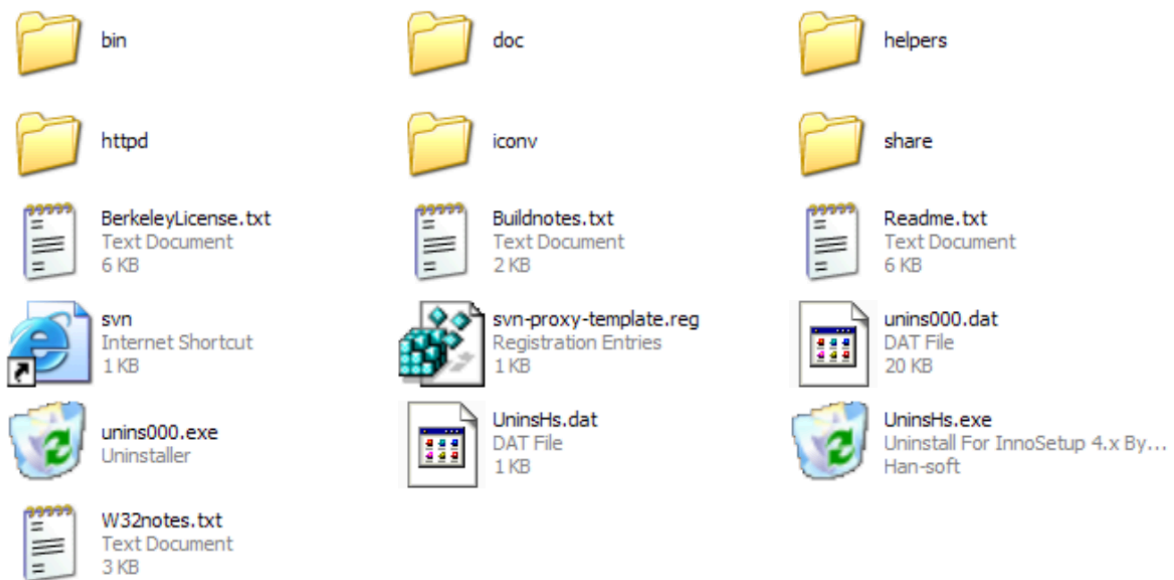 bin
doc
helpers
httpd
iconv
share
BerkeleyLicense.txt
Text Document
6 KB
Buildnotes.txt
Text Document
2 KB
Readme.txt
Text Document
6 KB
svn
Internet Shortcut
1 KB
svn-proxy-template.reg
Registration Entries
1 KB
unins000.dat
DAT File
20 KB
unins000.exe
Uninstaller
UninsHs.dat
DAT File
1 KB
UninsHs.exe
Uninstall For InnoSetup 4.x By...
Han-soft
W32notes.txt
Text Document
3 KB